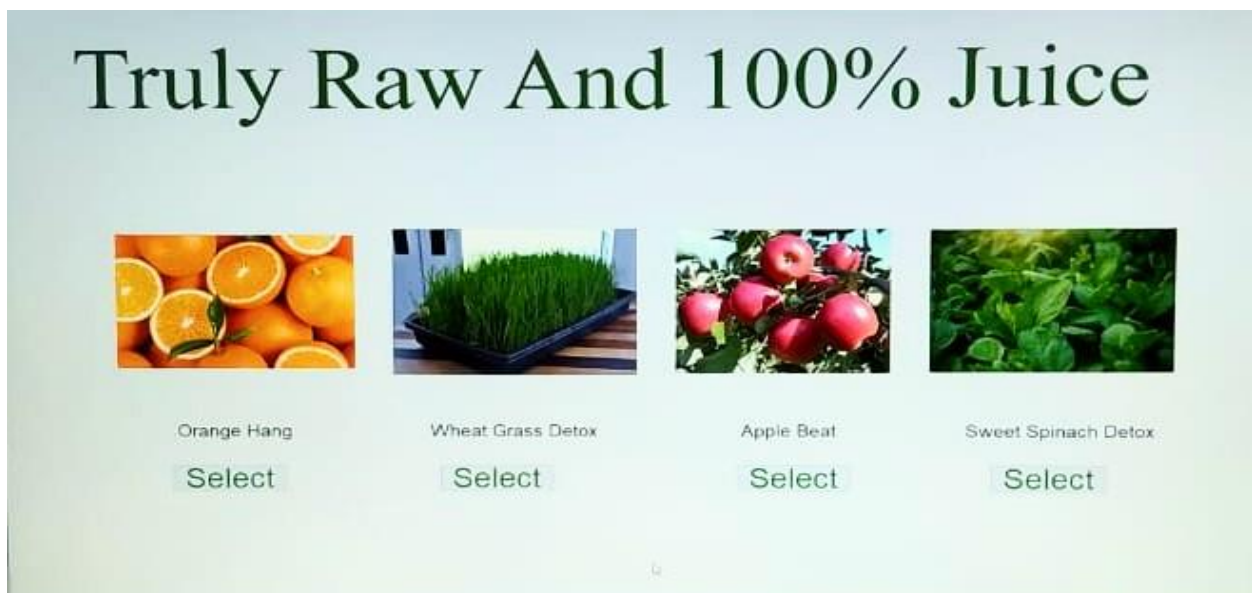 Truly Raw And 100% Juice
Orange Hang Wheat Grass Detox Apple Beat Sweet Spinach Detox
Select Select Select Select